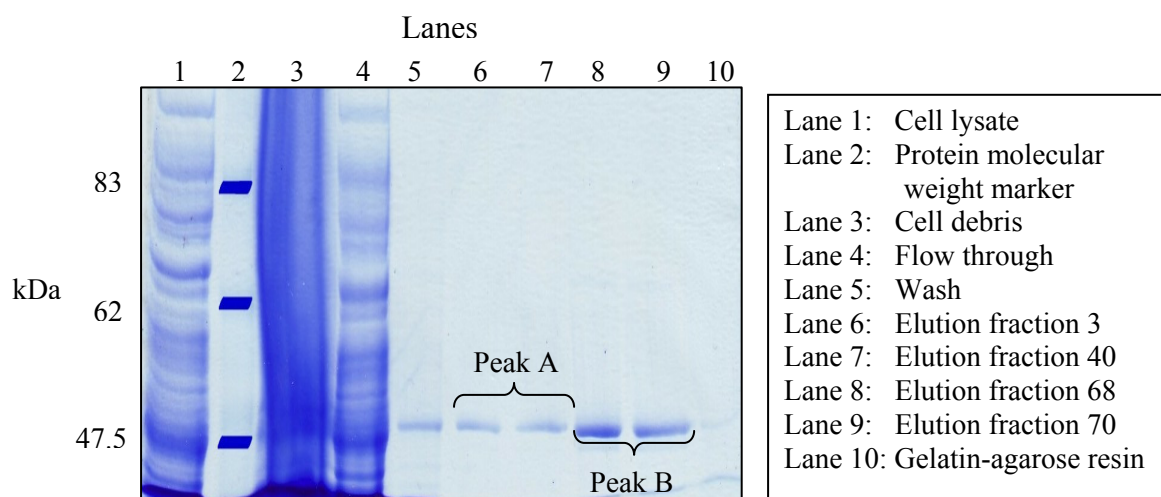 Lanes
1 2 3 4 5 6 7 8 9 10
83
62
47.5
kDa
Peak A
Peak B
Lane 1: Cell lysate
Lane 2: Protein molecular
weight marker
Lane 3: Cell debris
Lane 4: Flow through
Lane 5: Wash
Lane 6: Elution fraction 3
Lane 7: Elution fraction 40
Lane 8: Elution fraction 68
Lane 9: Elution fraction 70
Lane 10: Gelatin-agarose resin